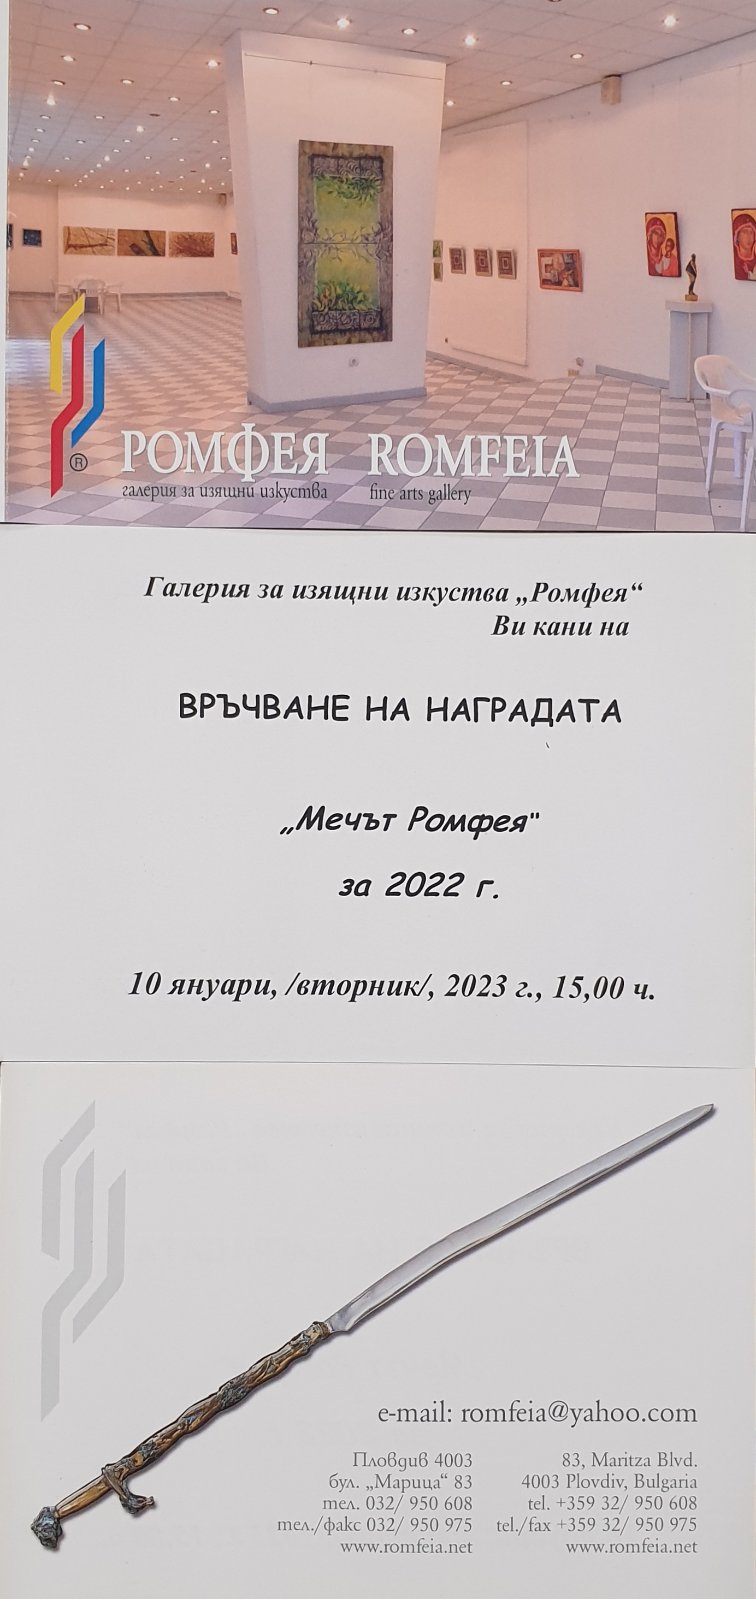 ®
РОМФЕЯ ROMFEIA
галерия за изящни изкуства fine arts gallery
Галерия за изящни изкуства „Ромфея“
Ви кани на
ВРЪЧВАНЕ НА НАГРАДАТА
„Мечът Ромфея"
за 2022 г.
10 януари, /вторник/, 2023 г., 15,00 ч.
e-mail: romfeia@yahoo.com
Пловдив 4003
бул. „Марица“ 83
тел. 032/ 950 608
тел./факс 032/ 950 975
www.romfeia.net
83, Maritza Blvd.
4003 Plovdiv, Bulgaria
tel. +359 32/ 950 608
tel./fax +359 32/ 950 975
www.romfeia.net